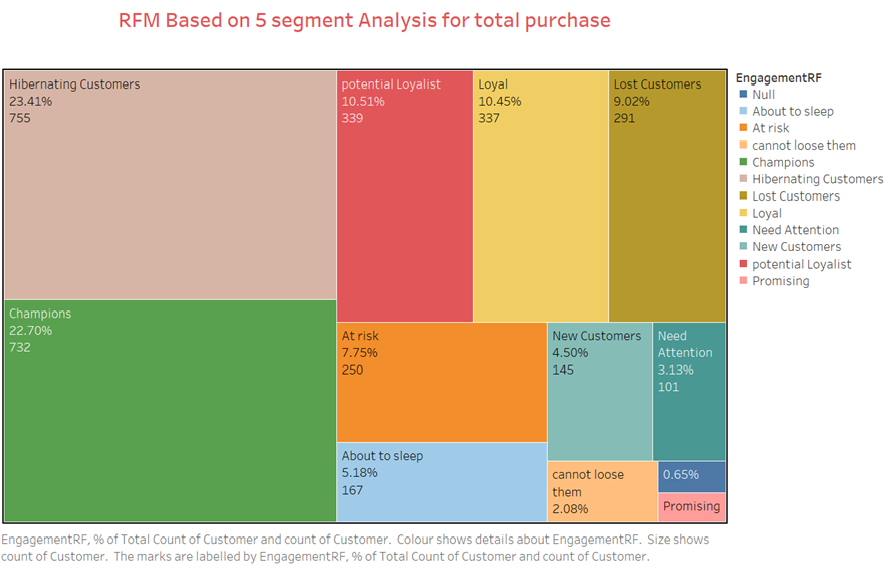 RFM Based on 5 segment Analysis for total purchase
Hibernating Customers
23.41%
755
potential Loyalist
10.51%
339
Loyal
10.45%
337
Lost Customers
9.02%
291
Champions
22.70%
732
At risk
7.75%
250
New Customers
4.50%
145
Need
Attention
3.13%
101
About to sleep
5.18%
167
cannot loose
them
2.08%
0.65%
Promising
EngagementRF
Null
About to sleep
At risk
cannot loose them
Champions
Hibernating Customers
Lost Customers
Loyal
Need Attention
New Customers
potential Loyalist
Promising
EngagementRF, % of Total Count of Customer and count of Customer. Colour shows details about EngagementRF. Size shows
count of Customer. The marks are labelled by EngagementRF, % of Total Count of Customer and count of Customer.